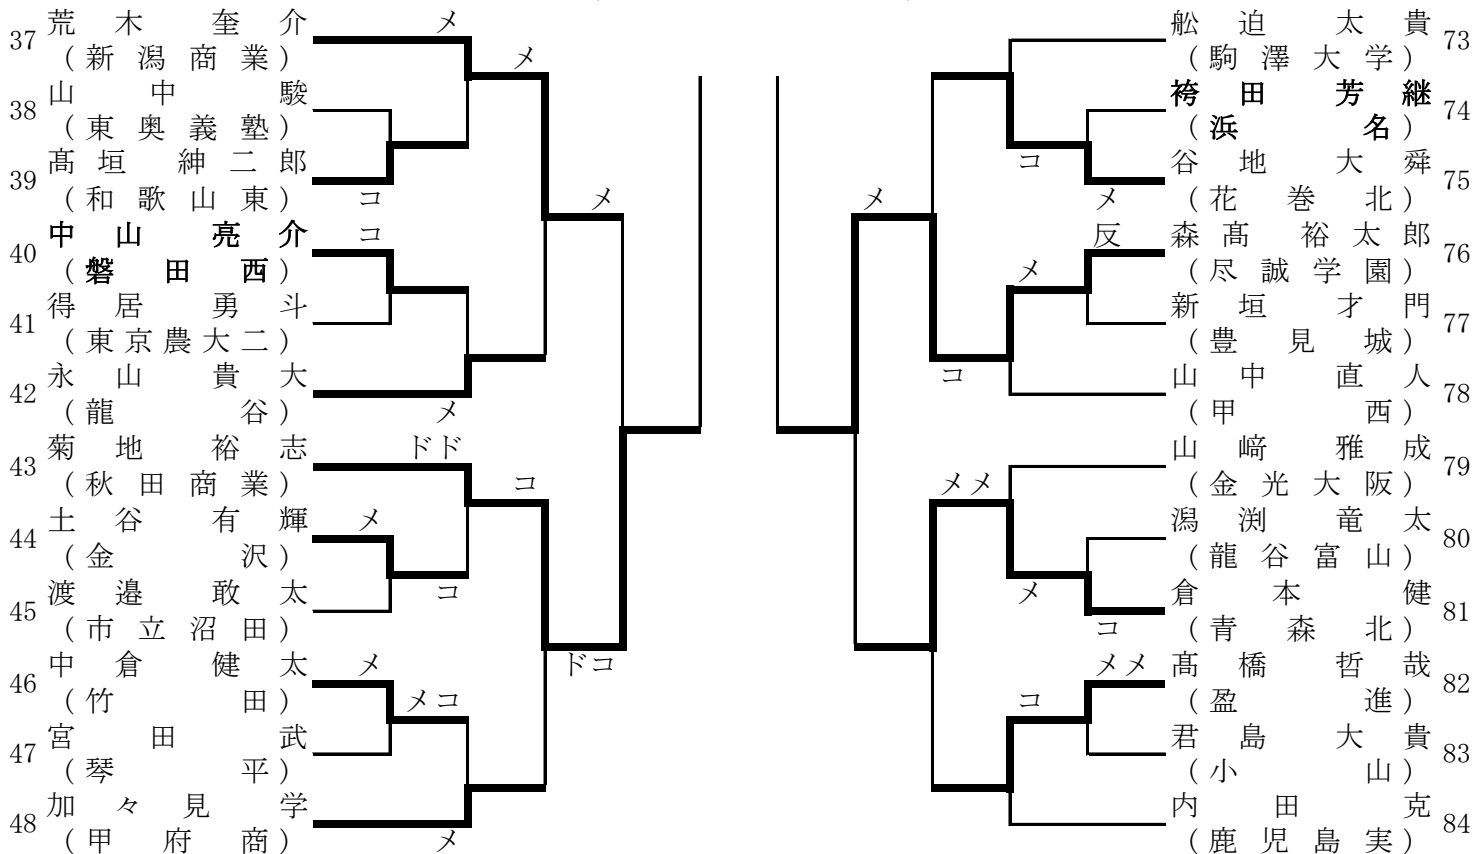 荒木奎介
37
(新潟商業)
山中駿
38
(東奥義塾)
髙垣紳二郎
39
(和歌山東)
中山亮介
40
(磐田西)
得居勇斗
41
(東京農大二)
永山貴大
42
(龍谷)
菊地裕志
43
(秋田商業)
土谷有輝
44
(金沢)
渡邉敢太
45
(市立沼田)
中倉健太
46
(竹田)
宮田武
47
(琴平)
加々見学
48
(甲府商)
メ
メ
コ
コ
メ
メ
ドド
コ
メ
コ
ドコ
メ
メコ
メ
メ
コ
メ
反
メ
コ
メメ
メ
コ
メメ
コ
舩迫太貴
73
(駒澤大学)
袴田芳継
74
(浜名)
谷地大舜
75
(花巻北)
森髙裕太郎
76
(尽誠学園)
新垣才門
77
(豊見城)
山中直人
78
(甲西)
山﨑雅成
79
(金光大阪)
潟渕竜太
80
(龍谷富山)
倉本健
81
(青森北)
髙橋哲哉
82
(盈進)
君島大貴
83
(小山)
内田克
84
(鹿児島実)